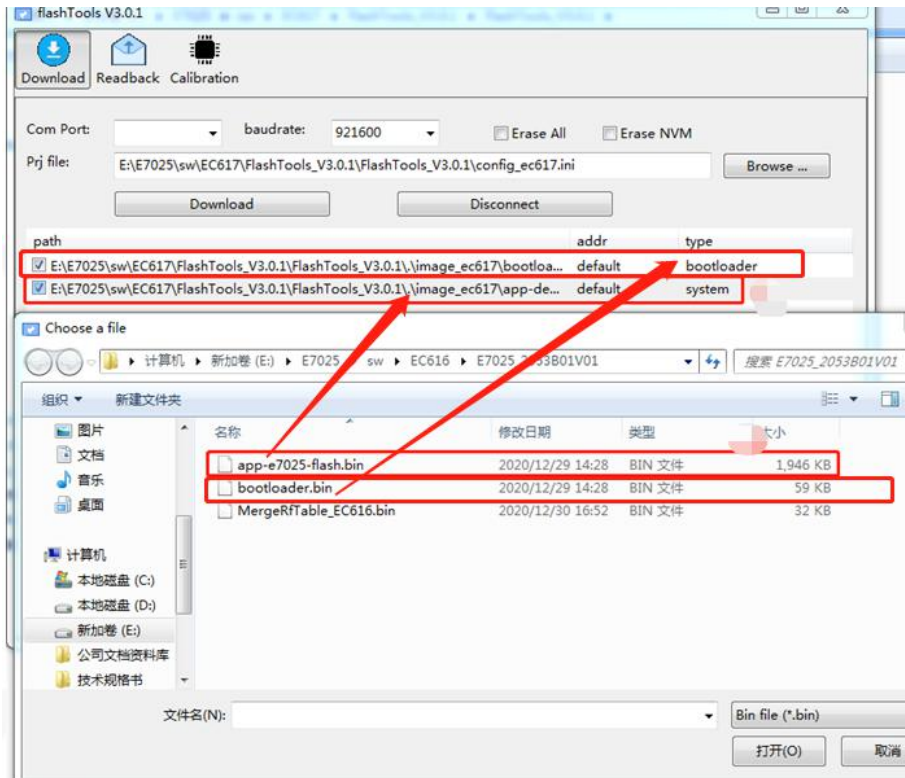 flashTools V3.0.1
Download Readback Calibration
Com Port: baudrate: 921600 Erase All Erase NVM
Prj file: E:\E7025\sw\EC617\FlashTools_V3.0.1\FlashTools_V3.0.1\config_ec617.ini Browse ...
Download Disconnect
path addr type
E:\E7025\sw\EC617\FlashTools_V3.0.1\FlashTools_V3.0.1\.\image_ec617\bootloa... default bootloader
E:\E7025\sw\EC617\FlashTools_V3.0.1\FlashTools_V3.0.1\.\image_ec617\app-de... default system
Choose a file
计算机 新加卷 (E:) E7025 sw EC616 E7025_2053B01V01 搜索 E7025_2053B01V01
组织 新建文件夹
图片 名称 修改日期 类型 大小
文档 app-e7025-flash.bin 2020/12/29 14:28 BIN 文件 1,946 KB
音乐 bootloader.bin 2020/12/29 14:28 BIN 文件 59 KB
桌面 MergeRfTable_EC616.bin 2020/12/30 16:52 BIN 文件 32 KB
计算机
本地磁盘 (C:)
本地磁盘 (D:)
新加卷 (E:)
公司文档资料库
技术规格书
文件名(N): Bin file (*.bin)
打开(O) 取消